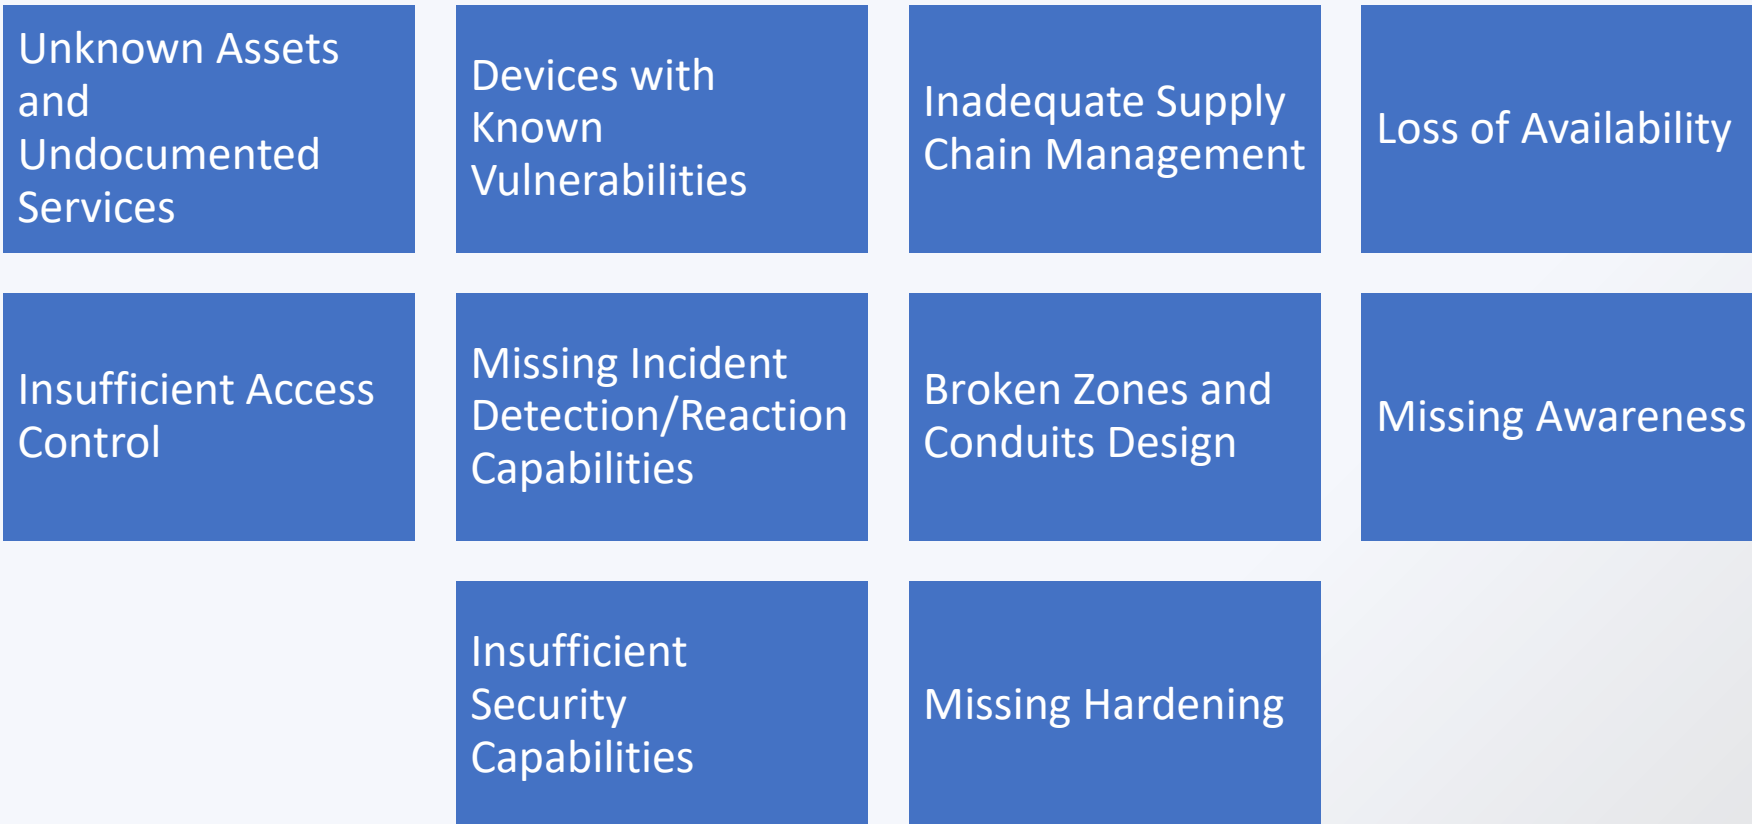 Unknown Assets
and
Undocumented
Services
Devices with
Known
Vulnerabilities
Inadequate Supply
Chain Management
Loss of Availability
Insufficient Access
Control
Missing Incident
Detection/Reaction
Capabilities
Broken Zones and
Conduits Design
Missing Awareness
Insufficient
Security
Capabilities
Missing Hardening